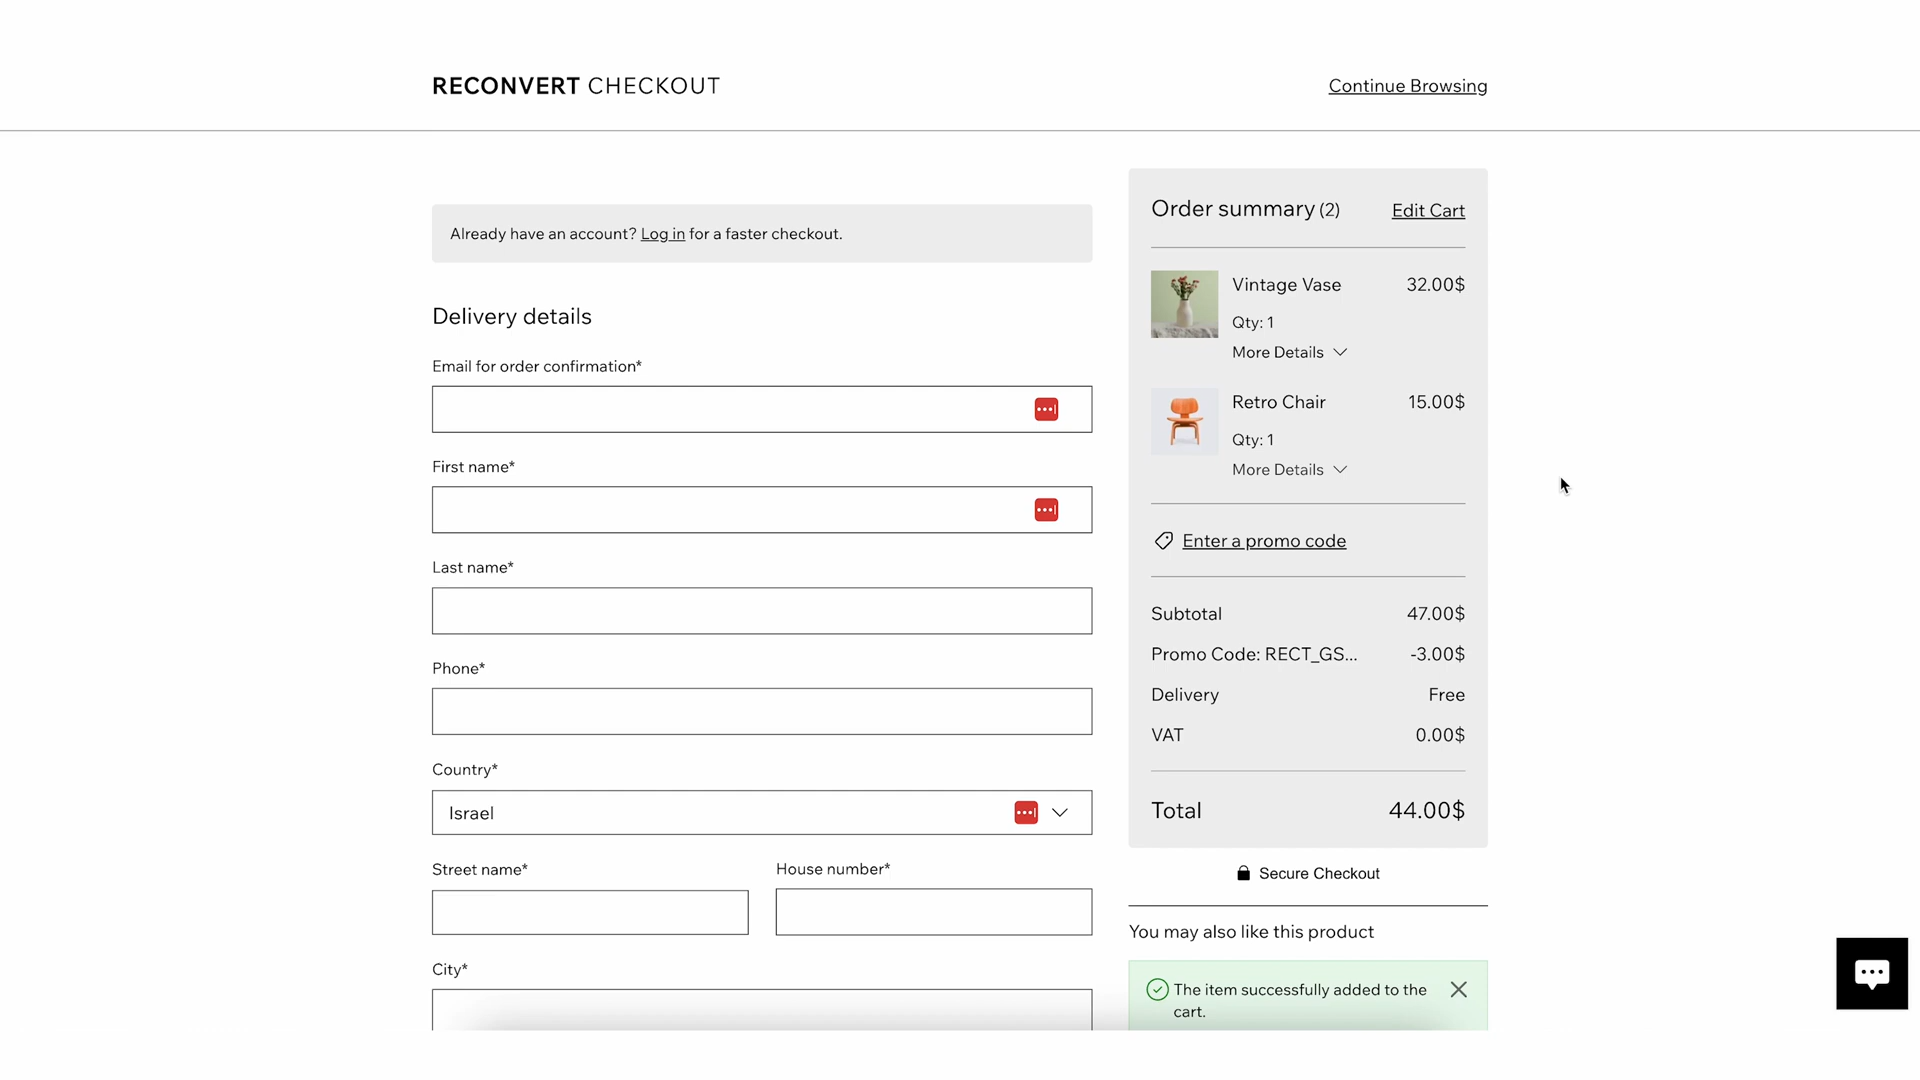 RECONVERT CHECKOUT
Continue Browsing
Already have an account? Log in for a faster checkout.
Delivery details
Email for order confirmation*
First name*
Last name*
Phone*
Country*
Israel
Street name*
House number*
City*
Order summary (2)
Edit Cart
Vintage Vase
32.00$
Qty: 1
More Details
Retro Chair
15.00$
Qty: 1
More Details
Enter a promo code
Subtotal
47.00$
Promo Code: RECT_GS...
-3.00$
Delivery
Free
VAT
0.00$
Total
44.00$
Secure Checkout
You may also like this product
The item successfully added to the
cart.